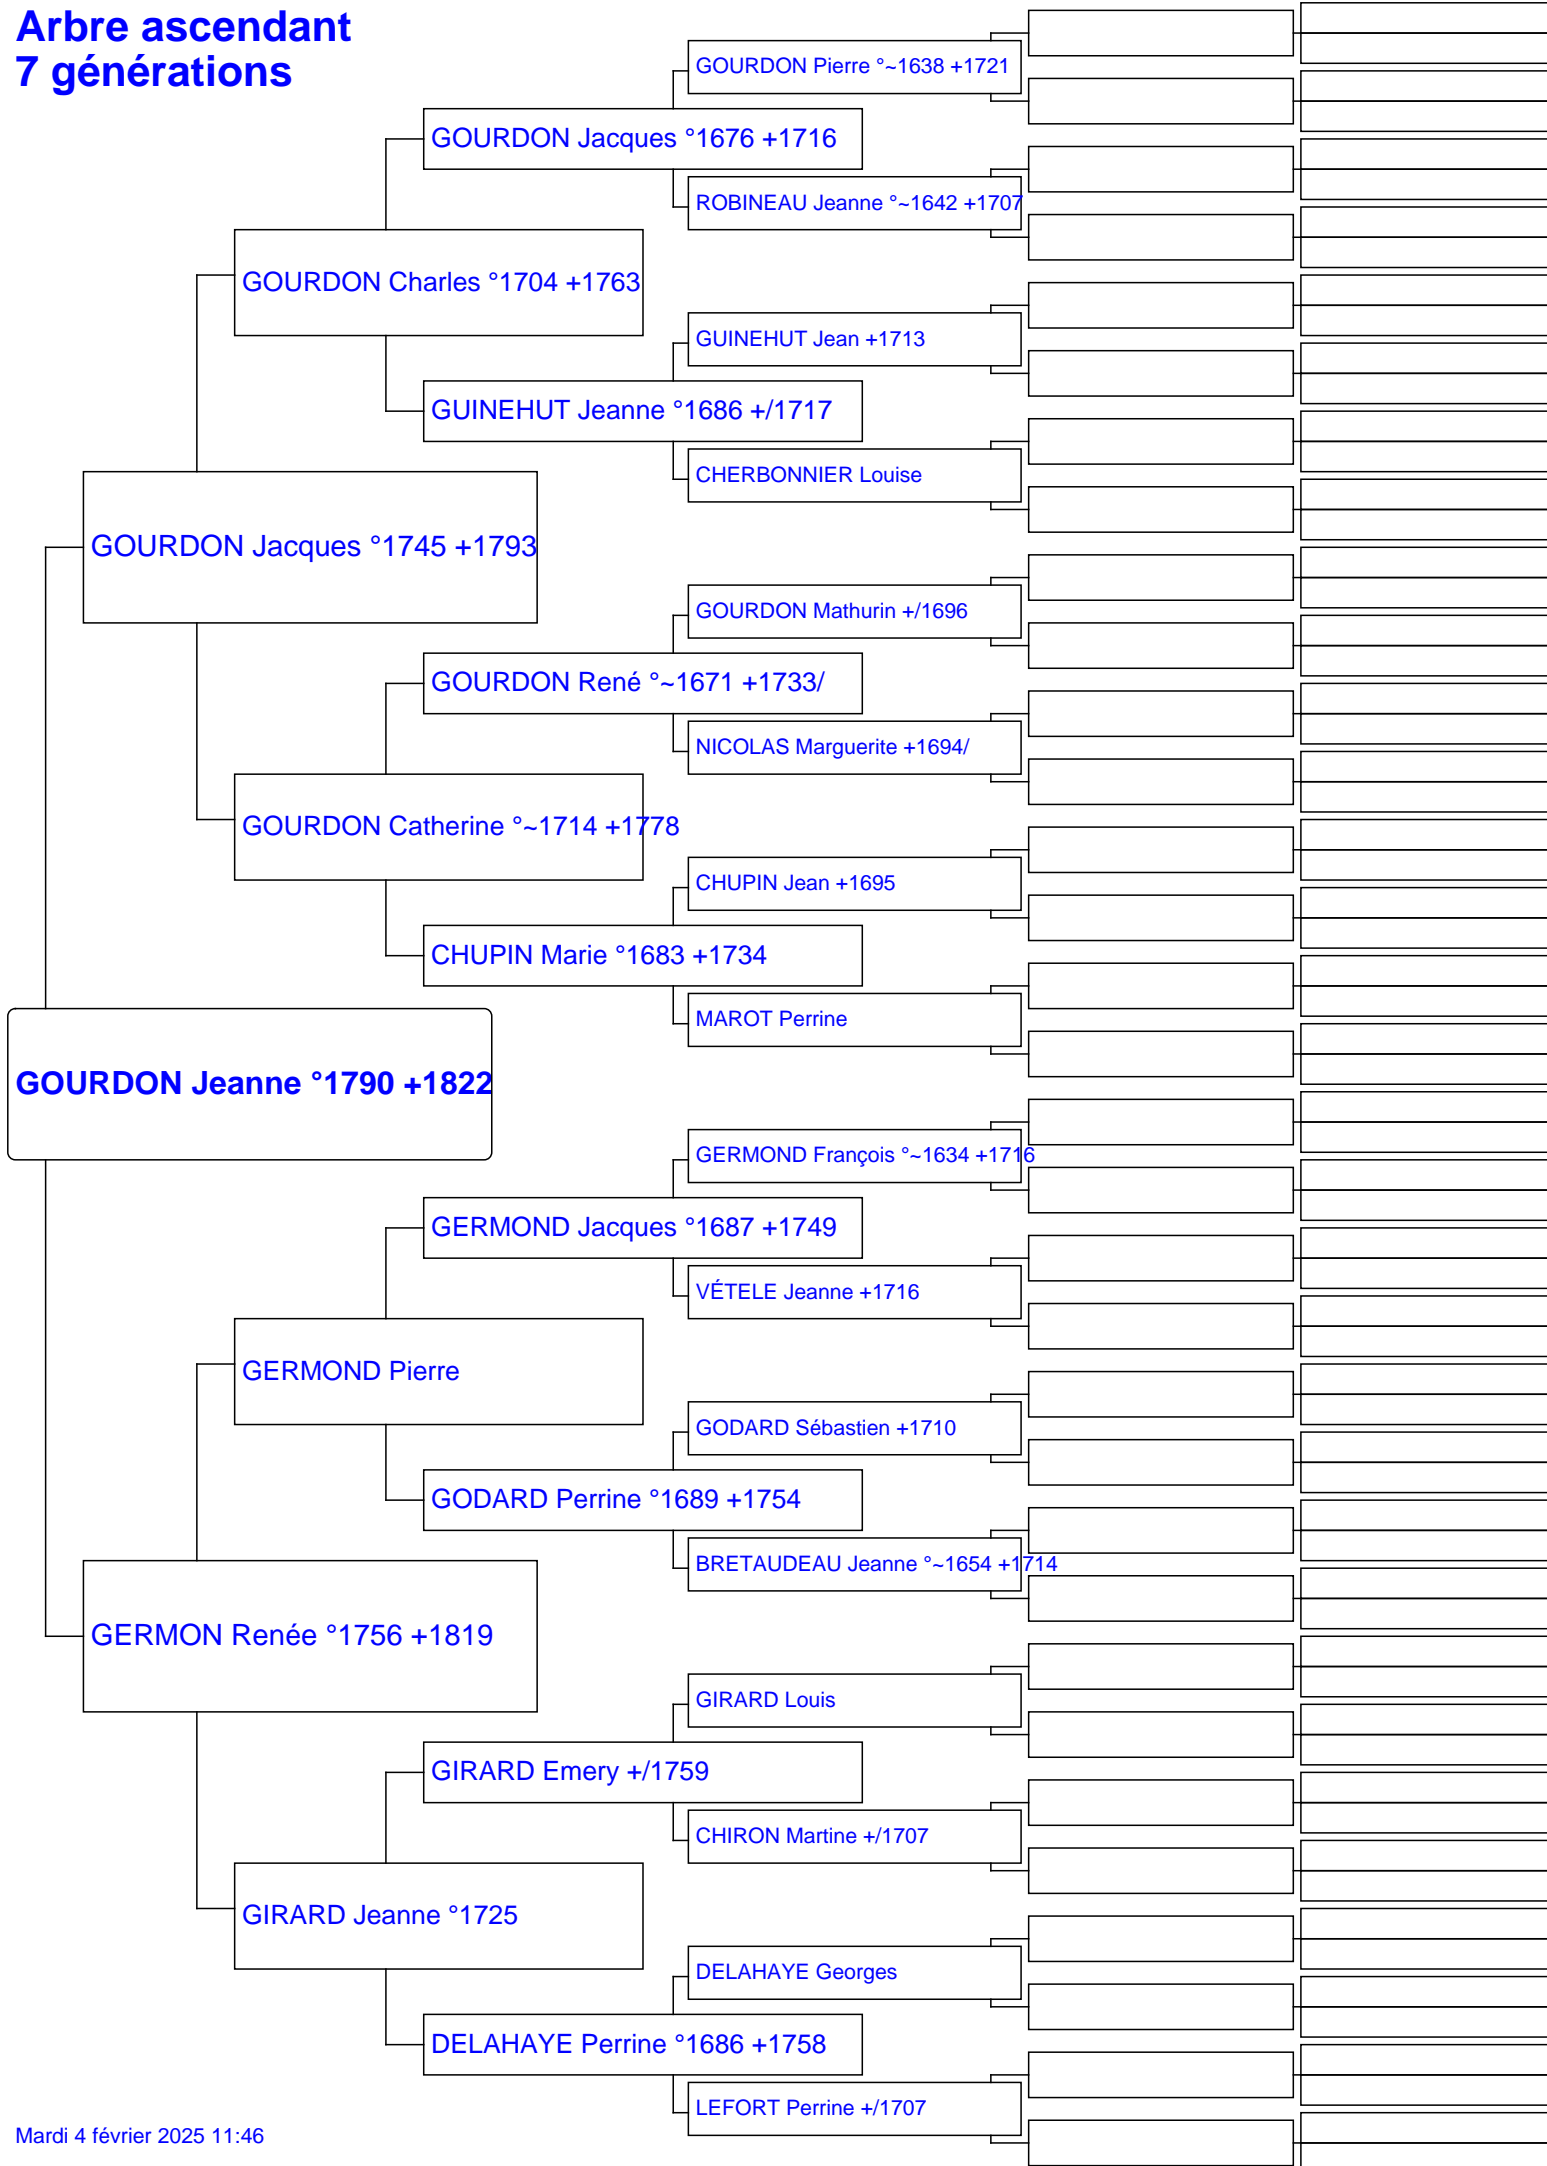 Arbre ascendant
7 générations
GOURDON Pierre °~1638 +1721
GOURDON Jacques °1676 +1716
ROBINEAU Jeanne °~1642 +1707
GOURDON Charles °1704 +1763
GUINEHUT Jean +1713
GUINEHUT Jeanne °1686 +/1717
CHERBONNIER Louise
GOURDON Jacques °1745 +1793
GOURDON Mathurin +/1696
GOURDON René °~1671 +1733/
NICOLAS Marguerite +1694/
GOURDON Catherine °~1714 +1778
CHUPIN Jean +1695
CHUPIN Marie °1683 +1734
MAROT Perrine
GOURDON Jeanne °1790 +1822
GERMOND François °~1634 +1716
GERMOND Jacques °1687 +1749
VÉTELE Jeanne +1716
GERMOND Pierre
GODARD Sébastien +1710
GODARD Perrine °1689 +1754
BRETAUDEAU Jeanne °~1654 +1714
GERMON Renée °1756 +1819
GIRARD Louis
GIRARD Emery +/1759
CHIRON Martine +/1707
GIRARD Jeanne °1725
DELAHAYE Georges
DELAHAYE Perrine °1686 +1758
LEFORT Perrine +/1707
Mardi 4 février 2025 11:46